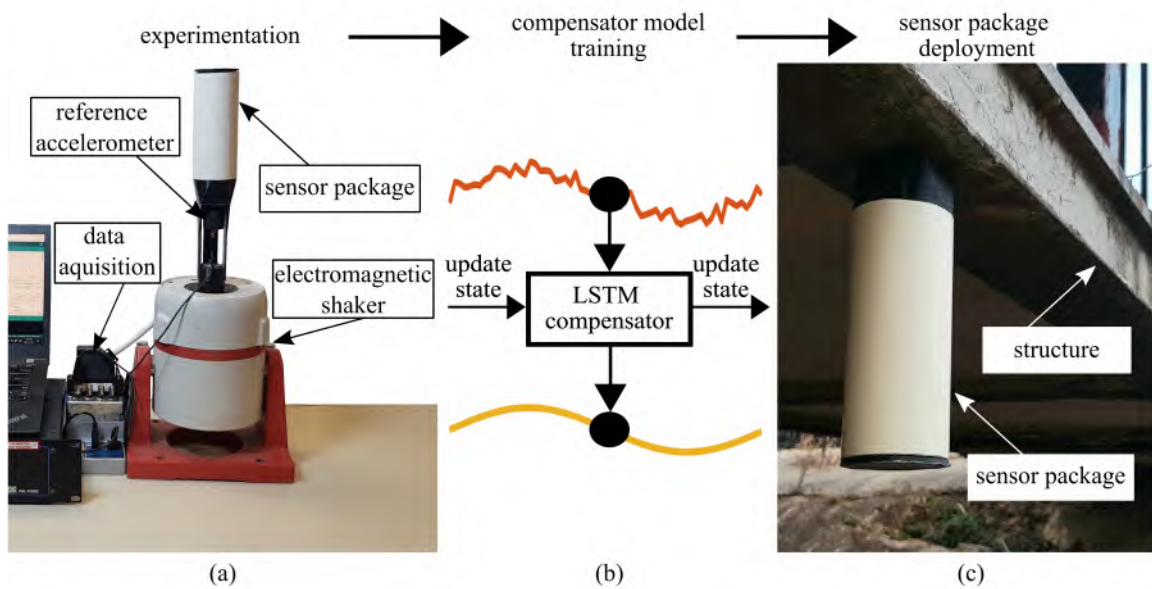 experimentation
compensator model
training
sensor package
deployment
reference
accelerometer
sensor package
data
aquisition
electromagnetic
shaker
update
state
LSTM
compensator
update
state
structure
sensor package
(a)
(b)
(c)